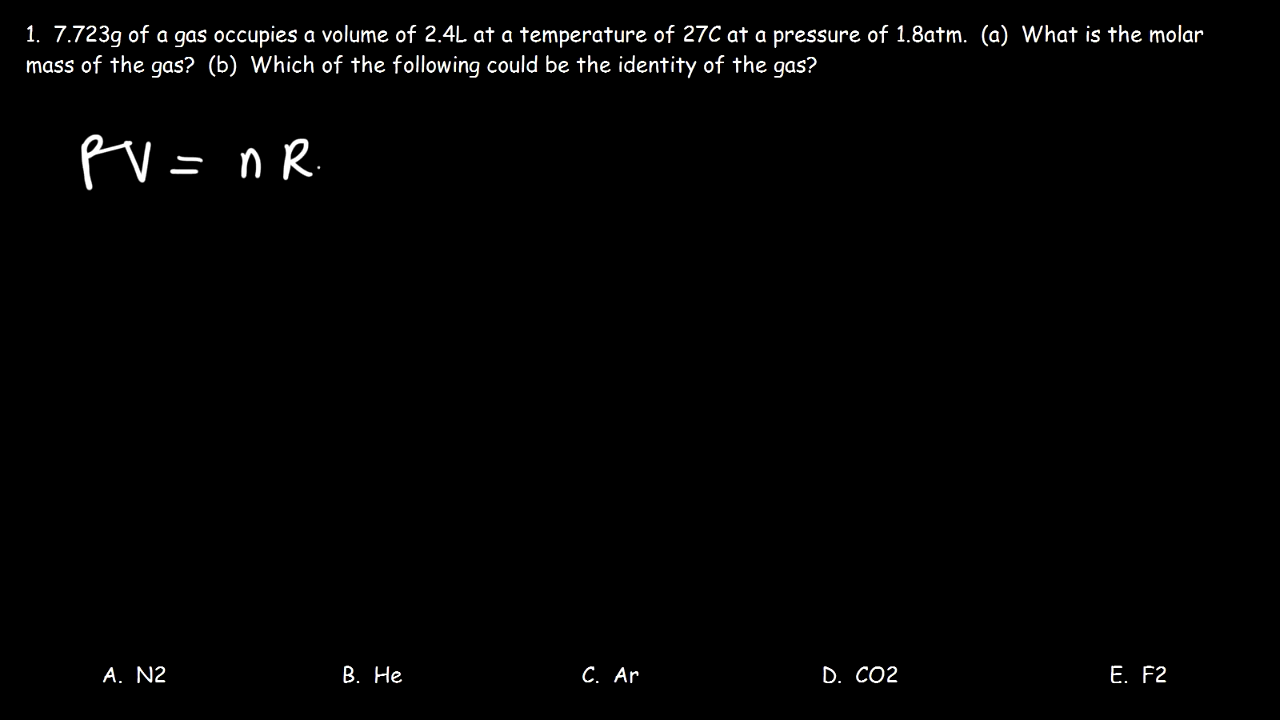 1. 7.723g of a gas occupies a volume of 2.4L at a temperature of 27C at a pressure of 1.8atm. (a) What is the molar
mass of the gas? (b) Which of the following could be the identity of the gas?
PV = n R
A. N2 B. He C. Ar D. CO2 E. F2